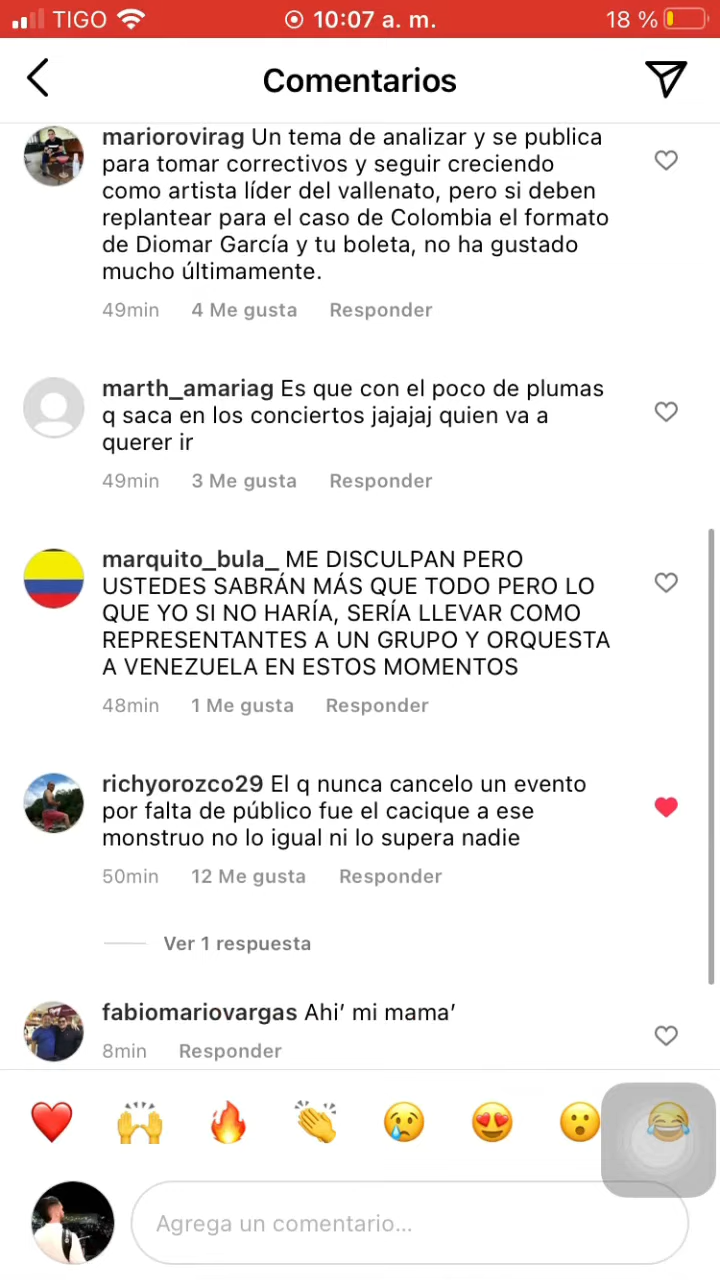 TIGO 10:07 a. m. 18 %
Comentarios
mariorovirag Un tema de analizar y se publica
para tomar correctivos y seguir creciendo
como artista líder del vallenato, pero si deben
replantear para el caso de Colombia el formato
de Diomar García y tu boleta, no ha gustado
mucho últimamente.
49min 4 Me gusta Responder
marth_amariag Es que con el poco de plumas
q saca en los conciertos jajajaj quien va a
querer ir
49min 3 Me gusta Responder
marquito_bula_ ME DISCULPAN PERO
USTEDES SABRÁN MÁS QUE TODO PERO LO
QUE YO SI NO HARÍA, SERÍA LLEVAR COMO
REPRESENTANTES A UN GRUPO Y ORQUESTA
A VENEZUELA EN ESTOS MOMENTOS
48min 1 Me gusta Responder
richyorozco29 El q nunca cancelo un evento
por falta de público fue el cacique a ese
monstruo no lo igual ni lo supera nadie
50min 12 Me gusta Responder
Ver 1 respuesta
fabiomariovargas Ahi’ mi mama’
8min Responder
Agrega un comentario...